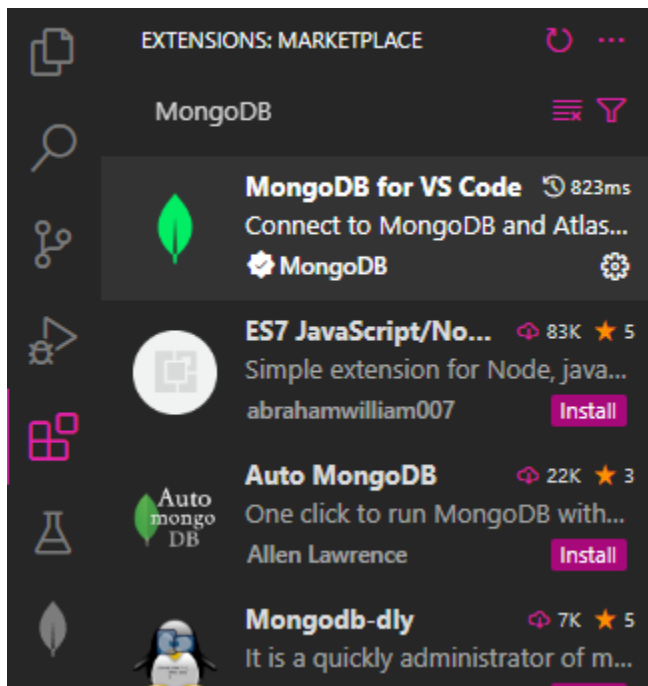 EXTENSIONS: MARKETPLACE
MongoDB
MongoDB for VS Code 823ms
Connect to MongoDB and Atlas...
MongoDB
ES7 JavaScript/No... 83K 5
Simple extension for Node, java...
abrahamwilliam007 Install
Auto mongo DB
Auto MongoDB 22K 3
One click to run MongoDB with...
Allen Lawrence Install
Mongodb-dly 7K 5
It is a quickly administrator of m...